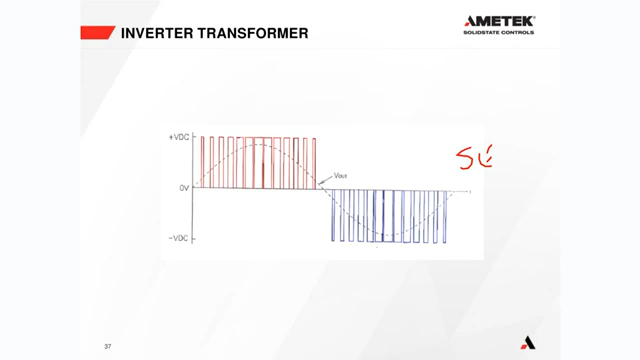 AMETEK
SOLIDSTATE CONTROLS
INVERTER TRANSFORMER
+VDC
0V
Vout
-VDC
37